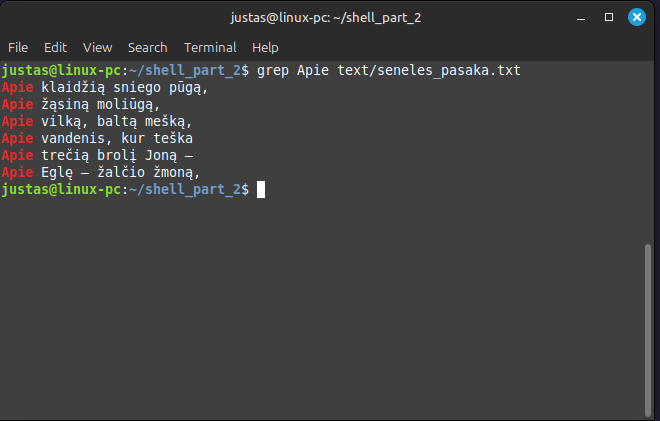 justas@linux-pc: ~/shell_part_2
File Edit View Search Terminal Help
justas@linux-pc:~/shell_part_2$ grep Apie text/seneles_pasaka.txt
Apie klaidžią sniego pūgą,
Apie žąsiną moliūgą,
Apie vilką, baltą mešką,
Apie vandenis, kur teška
Apie trečią brolį Joną –
Apie Eglę – žalčio žmoną,
justas@linux-pc:~/shell_part_2$